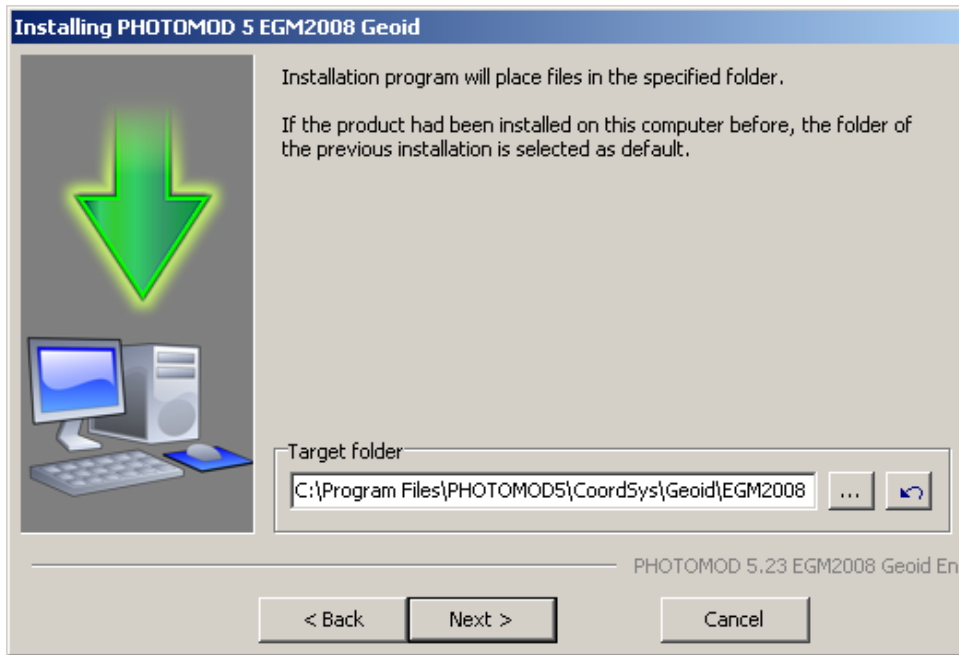 Installing PHOTOMOD 5 EGM2008 Geoid
Installation program will place files in the specified folder.
If the product had been installed on this computer before, the folder of
the previous installation is selected as default.
Target folder
C:\Program Files\PHOTOMOD5\CoordSys\Geoid\EGM2008
...
PHOTOMOD 5.23 EGM2008 Geoid En
< Back
Next >
Cancel